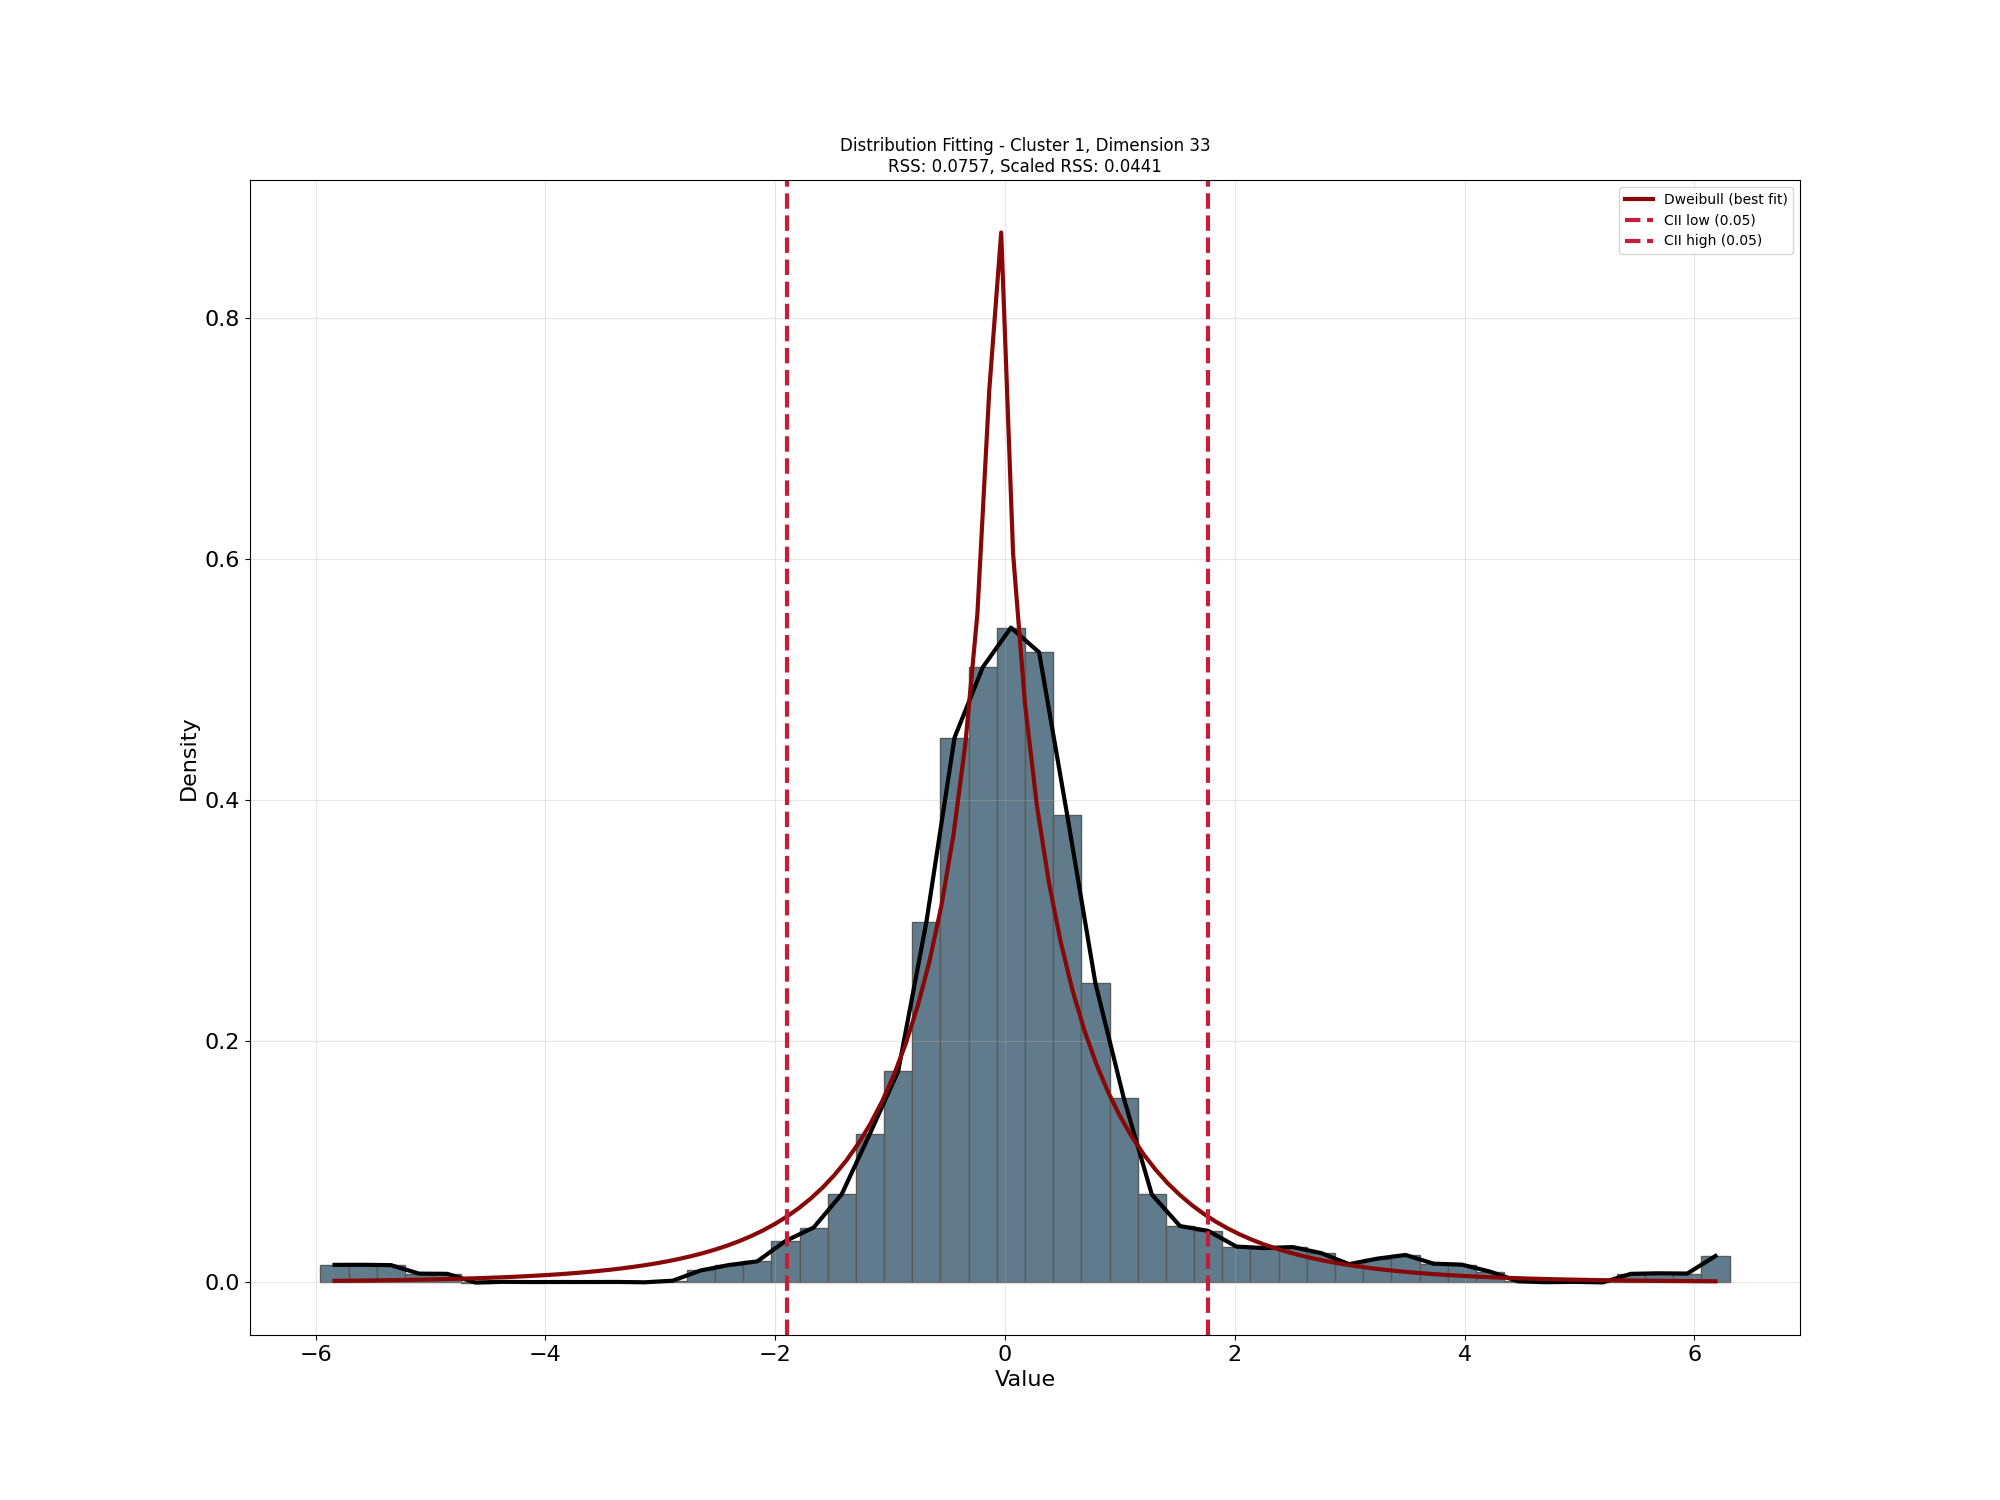 Distribution Fitting - Cluster 1, Dimension 33
RSS: 0.0757, Scaled RSS: 0.0441
Dweibull (best fit)
CII low (0.05)
CII high (0.05)
Density
0.8
0.6
0.4
0.2
0.0
−6
−4
−2
0
2
4
6
Value